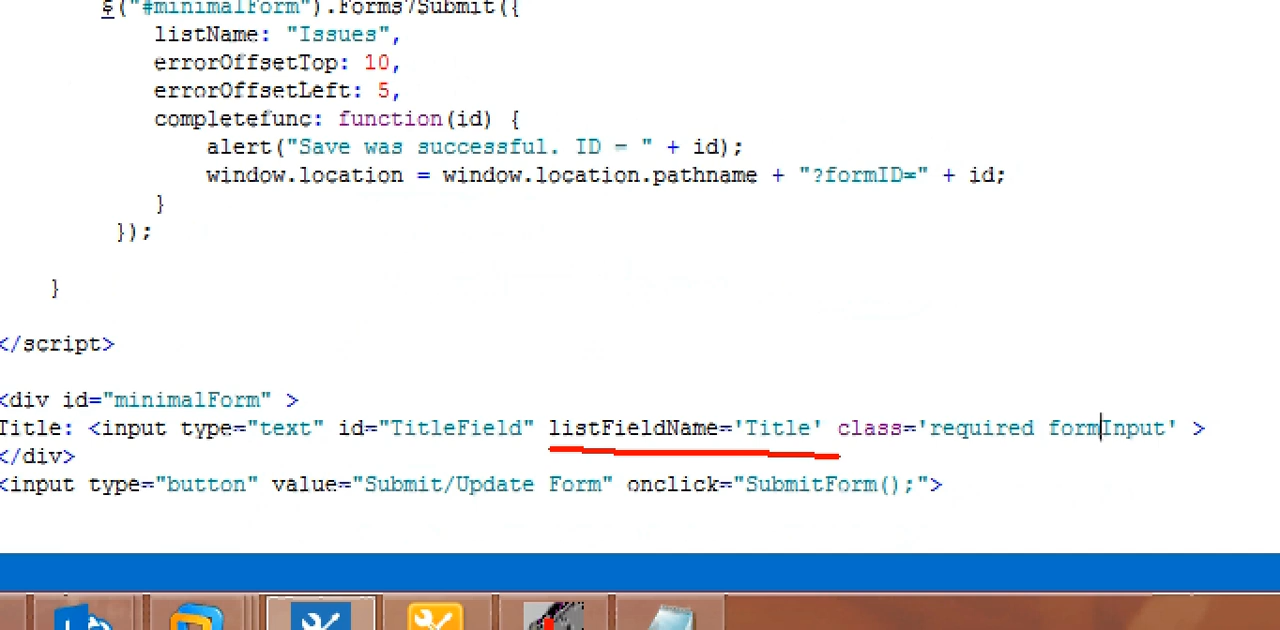 $("#minimalForm").Forms7Submit({
listName: "Issues",
errorOffsetTop: 10,
errorOffsetLeft: 5,
completefunc: function(id) {
alert("Save was successful. ID = " + id);
window.location = window.location.pathname + "?formID=" + id;
}
});
}
</script>
<div id="minimalForm" >
Title: <input type="text" id="TitleField" listFieldName='Title' class='required formInput' >
</div>
<input type="button" value="Submit/Update Form" onclick="SubmitForm();">